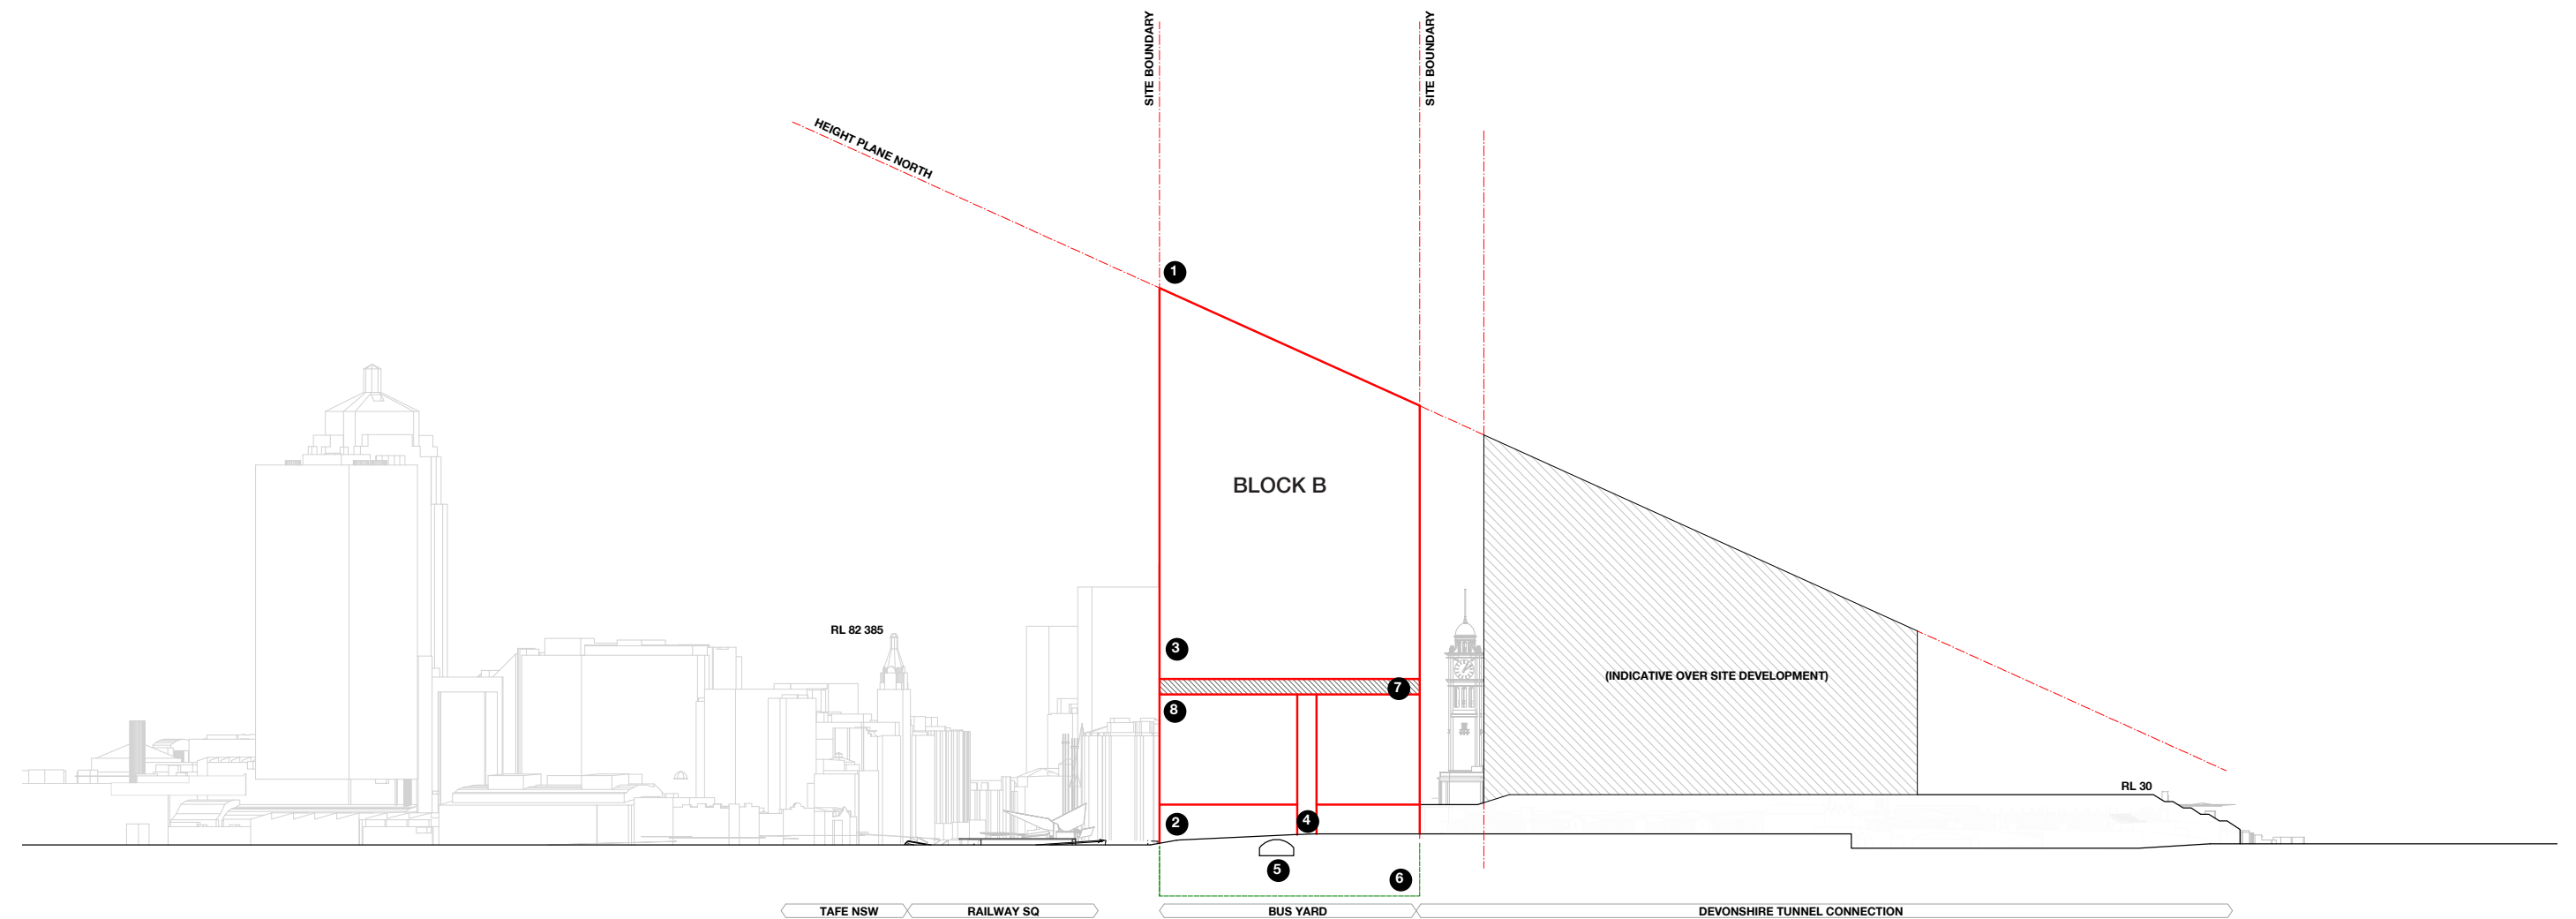 SITE BOUNDARY
SITE BOUNDARY
HEIGHT PLANE NORTH
1
BLOCK B
RL 82 385
3
(INDICATIVE OVER SITE DEVELOPMENT)
7
8
RL 30
2
4
5
6
TAFE NSW
RAILWAY SQ
BUS YARD
DEVONSHIRE TUNNEL CONNECTION